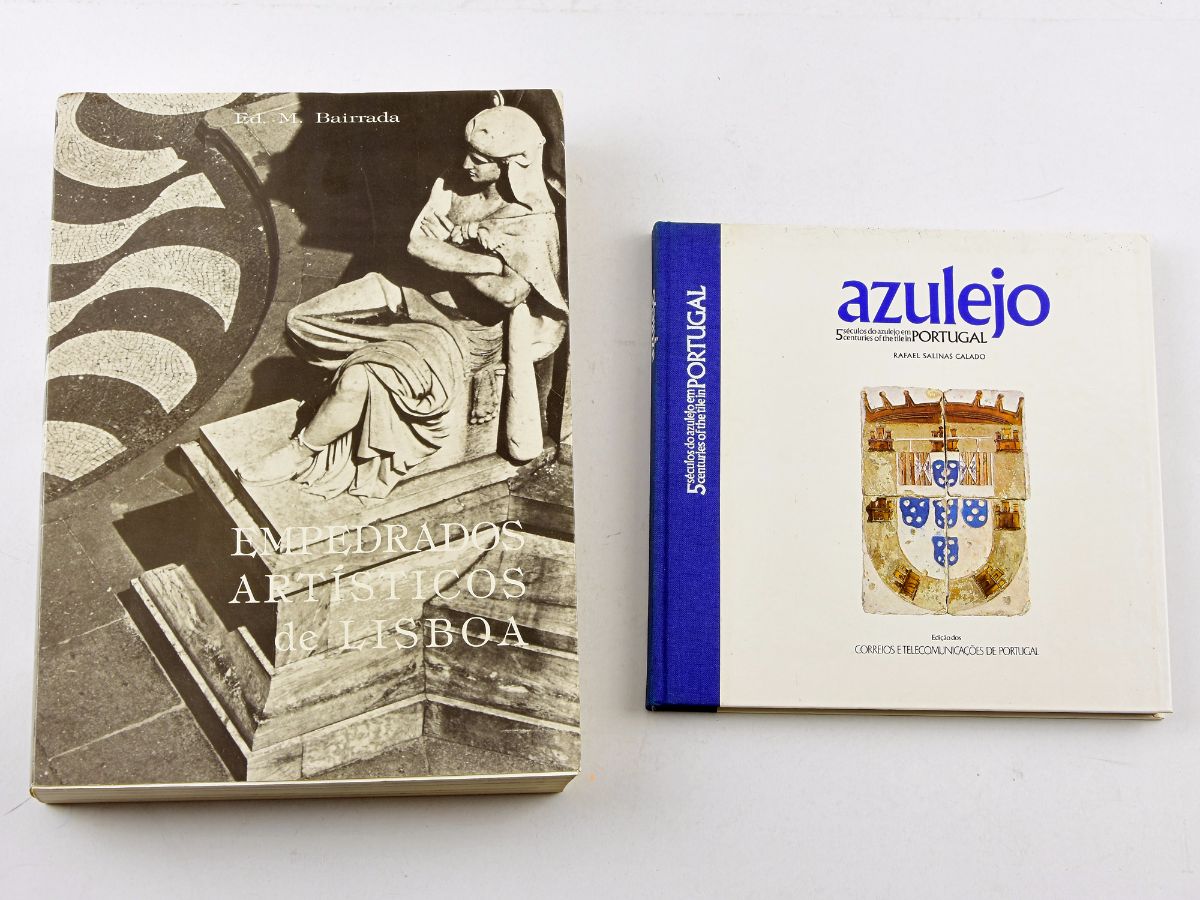 Ed. M. Bairrada
EMPEDRADOS
ARTÍSTICOS
de LISBOA
5 séculos do azulejo em
centuries of the tile in PORTUGAL
azulejo
5 séculos do azulejo em
centuries of the tile in PORTUGAL
RAFAEL SALINAS CALADO
Edição dos
CORREIOS E TELECOMUNICAÇÕES DE PORTUGAL